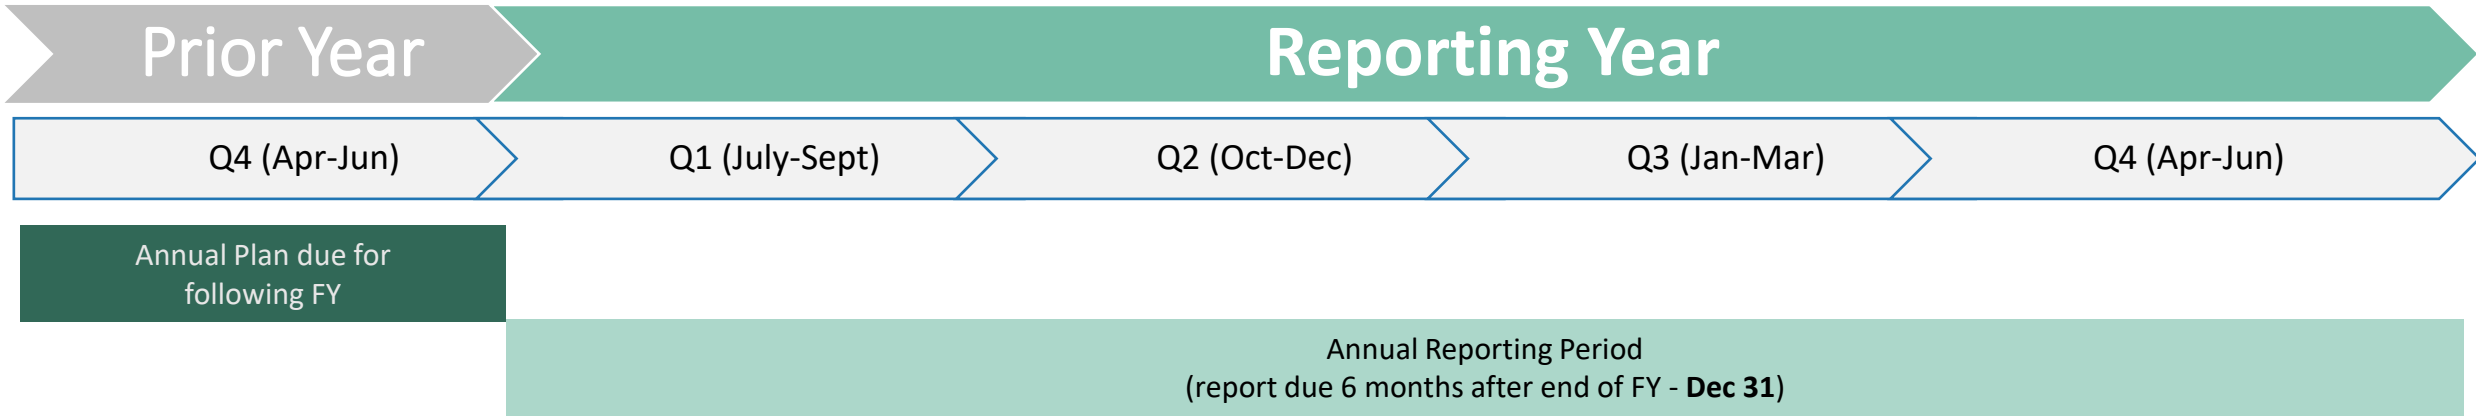 Prior Year
Reporting Year
Q4 (Apr-Jun)
Q1 (July-Sept)
Q2 (Oct-Dec)
Q3 (Jan-Mar)
Q4 (Apr-Jun)
Annual Plan due for
following FY
Annual Reporting Period
(report due 6 months after end of FY - Dec 31)